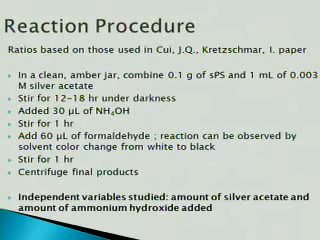 Reaction Procedure
Ratios based on those used in Cui, J.Q., Kretzschmar, I. paper
In a clean, amber jar, combine 0.1 g of sPS and 1 mL of 0.003
M silver acetate
Stir for 12-18 hr under darkness
Added 30 µL of NH₄OH
Stir for 1 hr
Add 60 µL of formaldehyde ; reaction can be observed by
solvent color change from white to black
Stir for 1 hr
Centrifuge final products
Independent variables studied: amount of silver acetate and
amount of ammonium hydroxide added